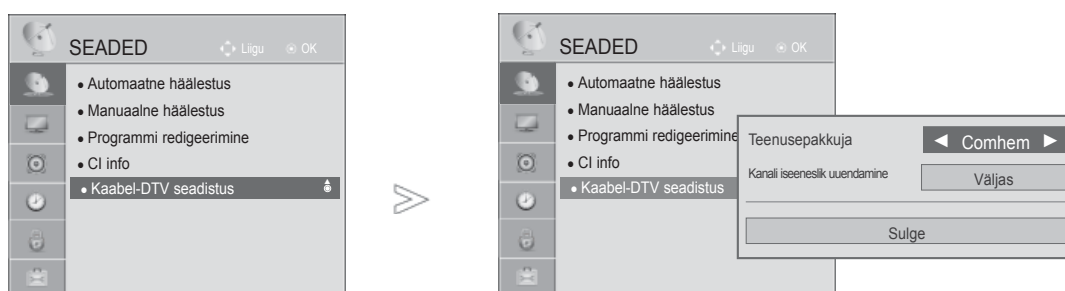 SEADED Liigu OK
• Automaatne häälestus
• Manuaalne häälestus
• Programmi redigeerimine
• CI info
• Kaabel-DTV seadistus
SEADED Liigu OK
• Automaatne häälestus
• Manuaalne häälestus
• Programmi redigeerimine
• CI info
• Kaabel-DTV seadistus
Teenusepakkuja ◄ Comhem ►
Kanali iseeneslik uuendamine Väljas
Sulge